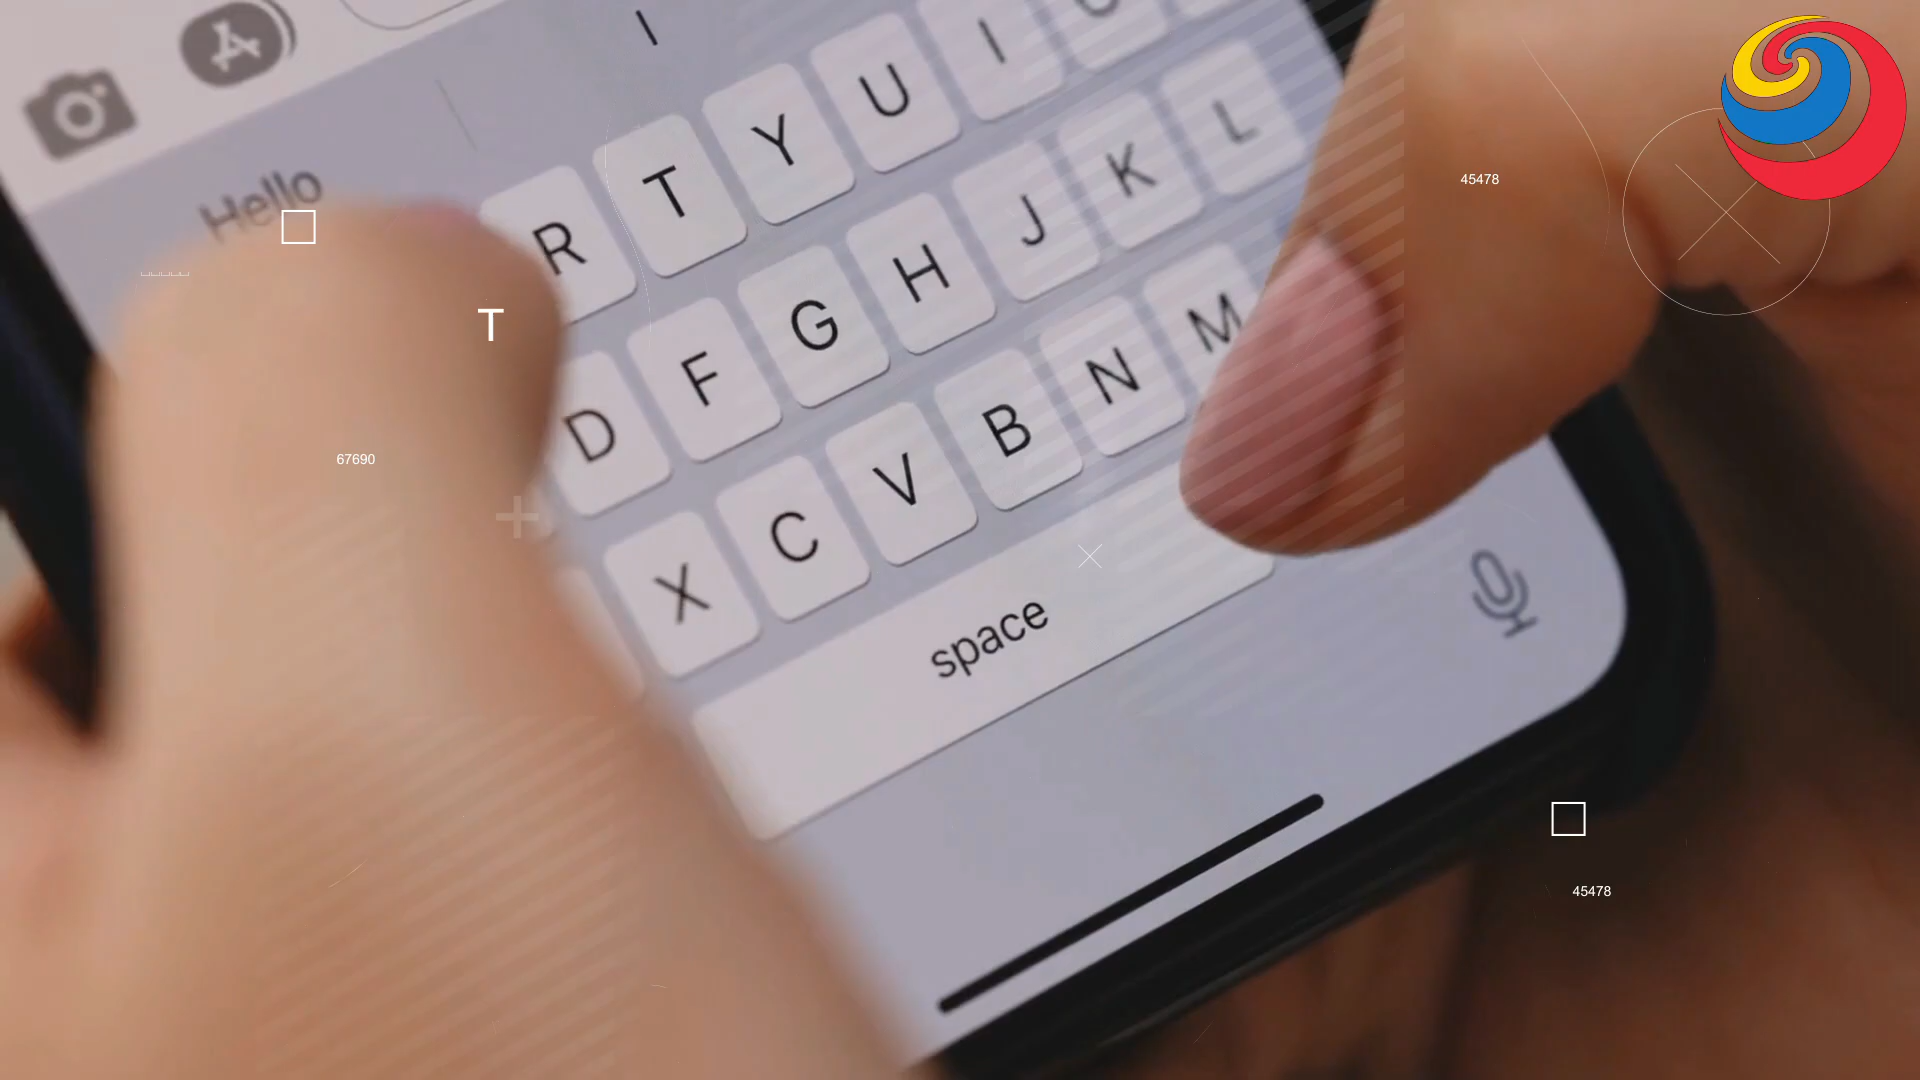 I
Hello
R T Y U I
D F G H J K L
X C V B N M
space
T
45478
67690
45478